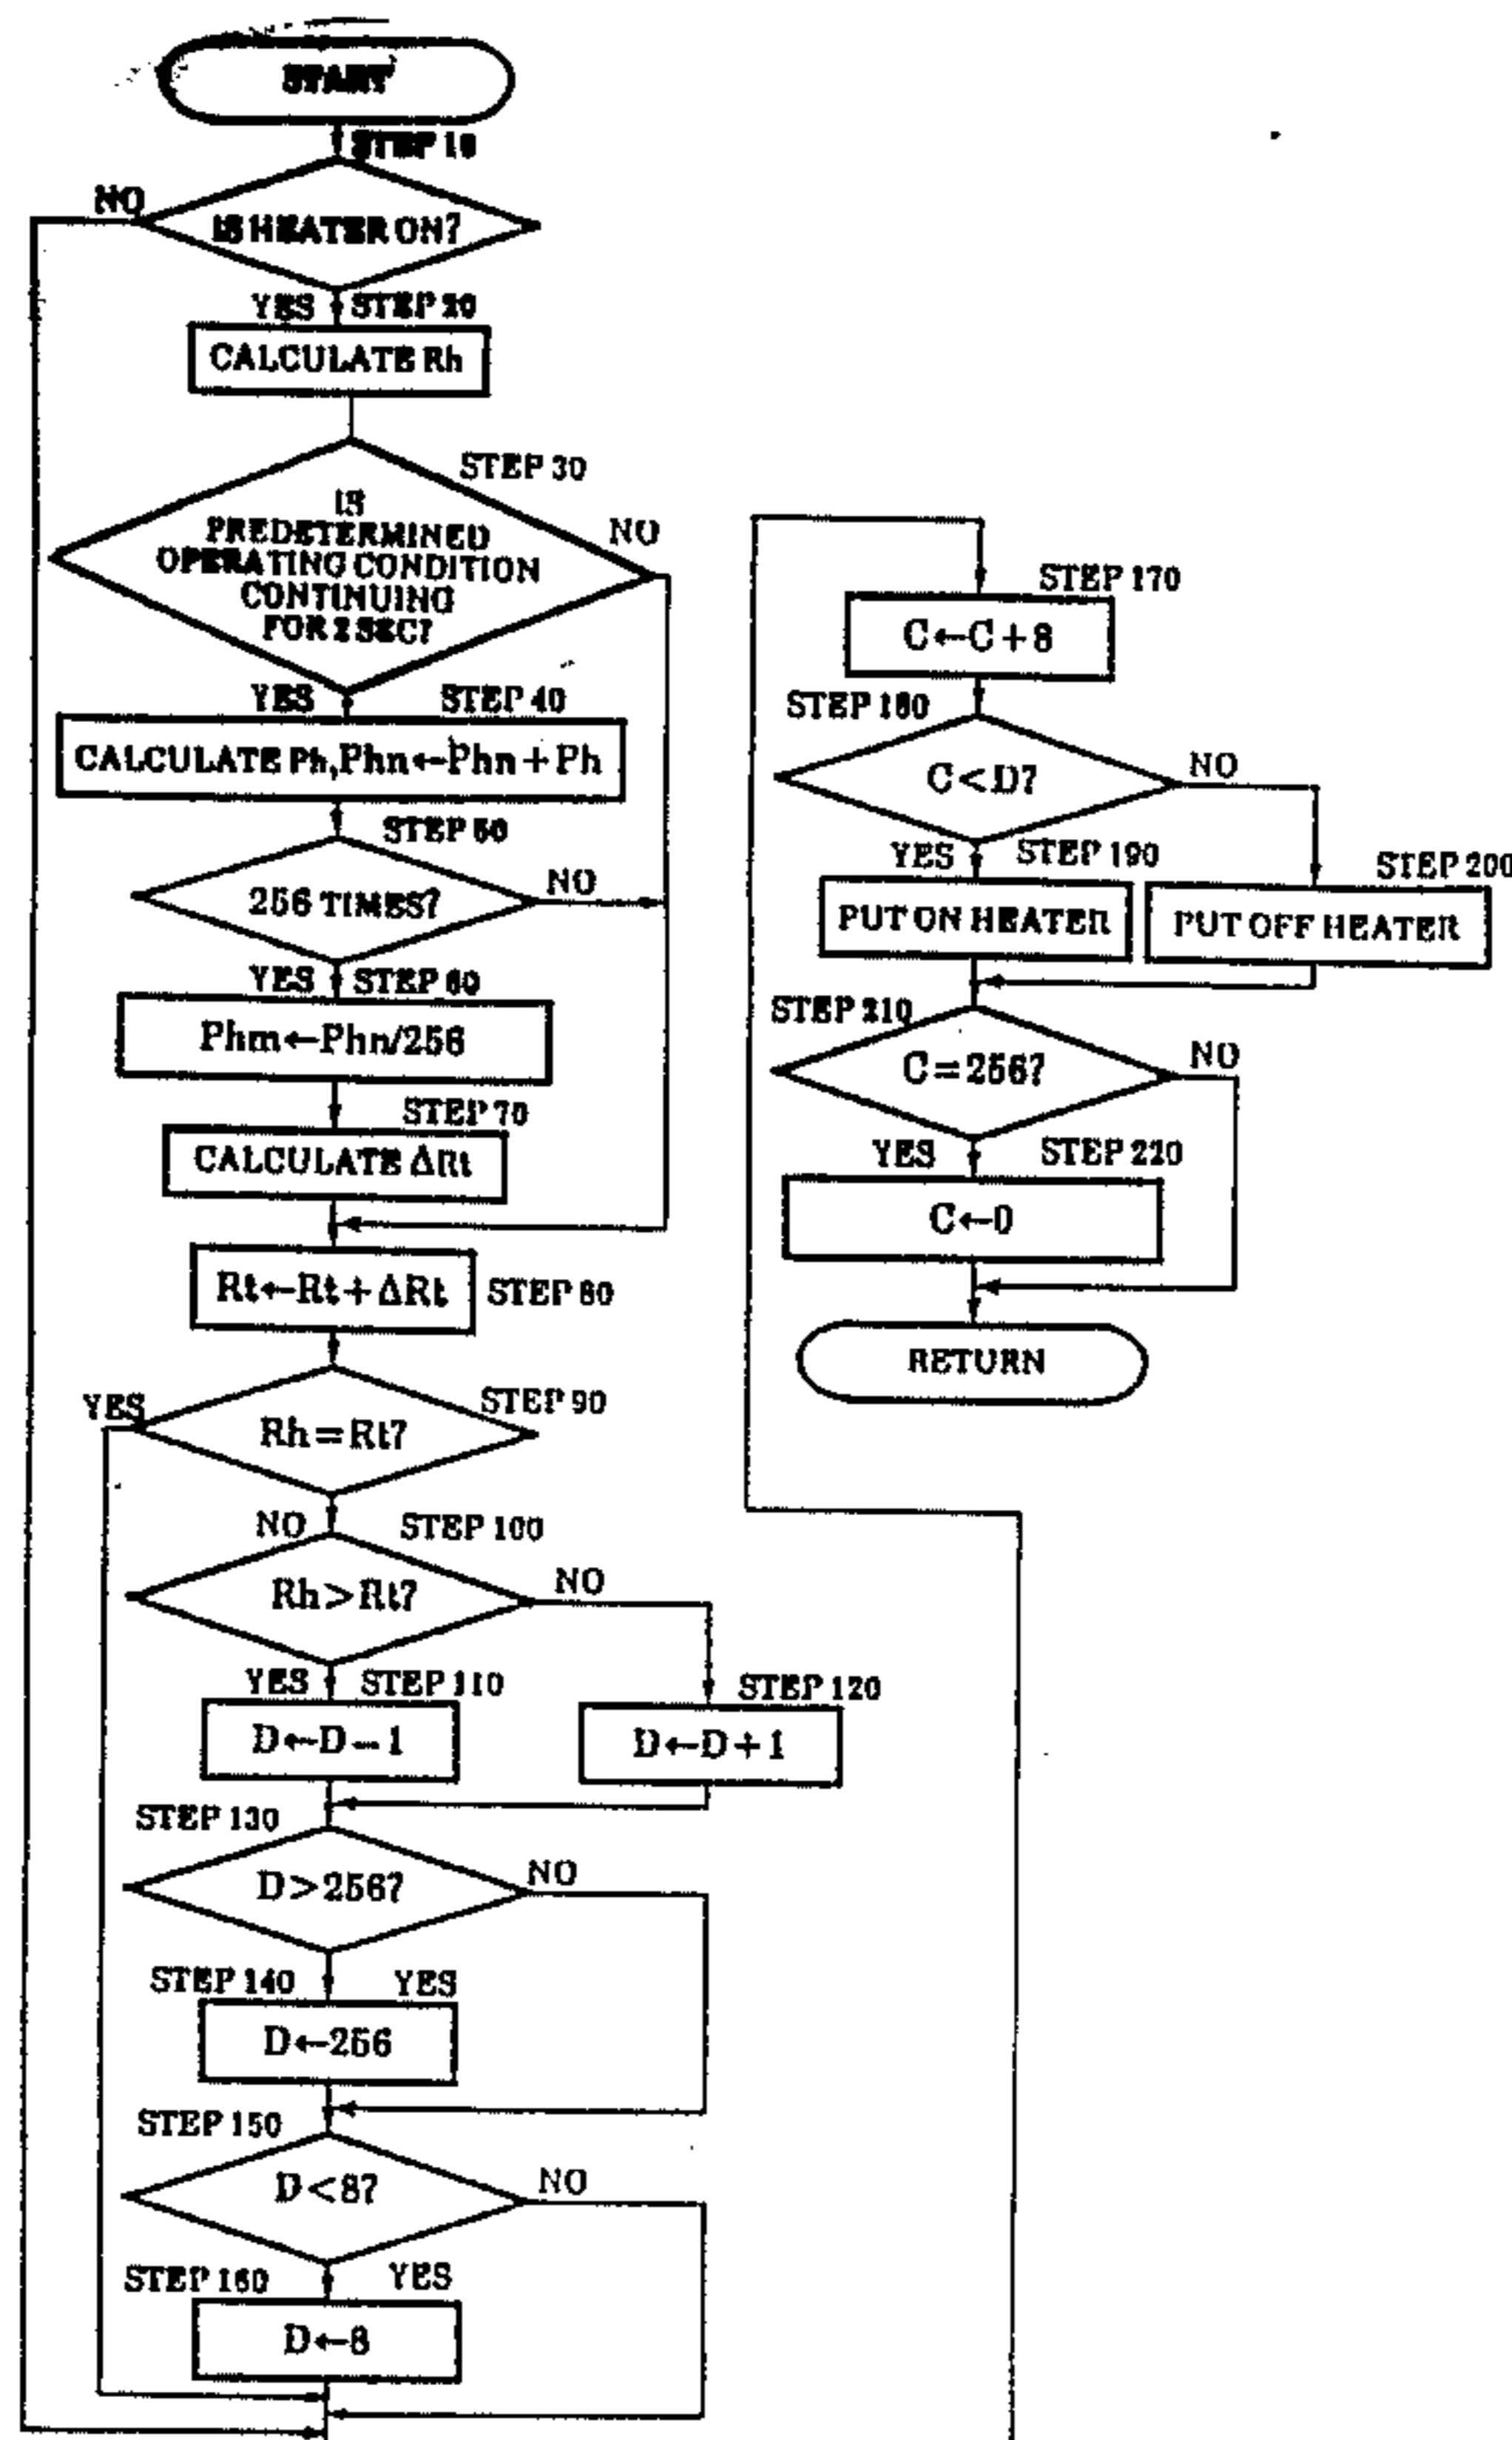 START
STEP 10
NO
IS HEATER ON?
YES STEP 20
CALCULATE Rh
STEP 30
IS
PREDETERMINED
OPERATING CONDITION
CONTINUING
FOR 2 SEC?
NO
YES STEP 40
CALCULATE Ph, Phn←Phn+Ph
STEP 50
256 TIMES?
NO
YES STEP 60
Phm←Phn/256
STEP 70
CALCULATE ΔRt
Rt←Rt+ΔRt
STEP 80
STEP 90
YES
Rh=Rt?
NO STEP 100
Rh>Rt?
NO
YES STEP 110
D←D−1
STEP 120
D←D+1
STEP 130
D>256?
NO
STEP 140 YES
D←256
STEP 150
D<8?
NO
STEP 160 YES
D←8
STEP 170
C←C+8
STEP 180
C<D?
NO
YES STEP 190
PUT ON HEATER
STEP 200
PUT OFF HEATER
STEP 210
C=256?
NO
YES STEP 220
C←0
RETURN